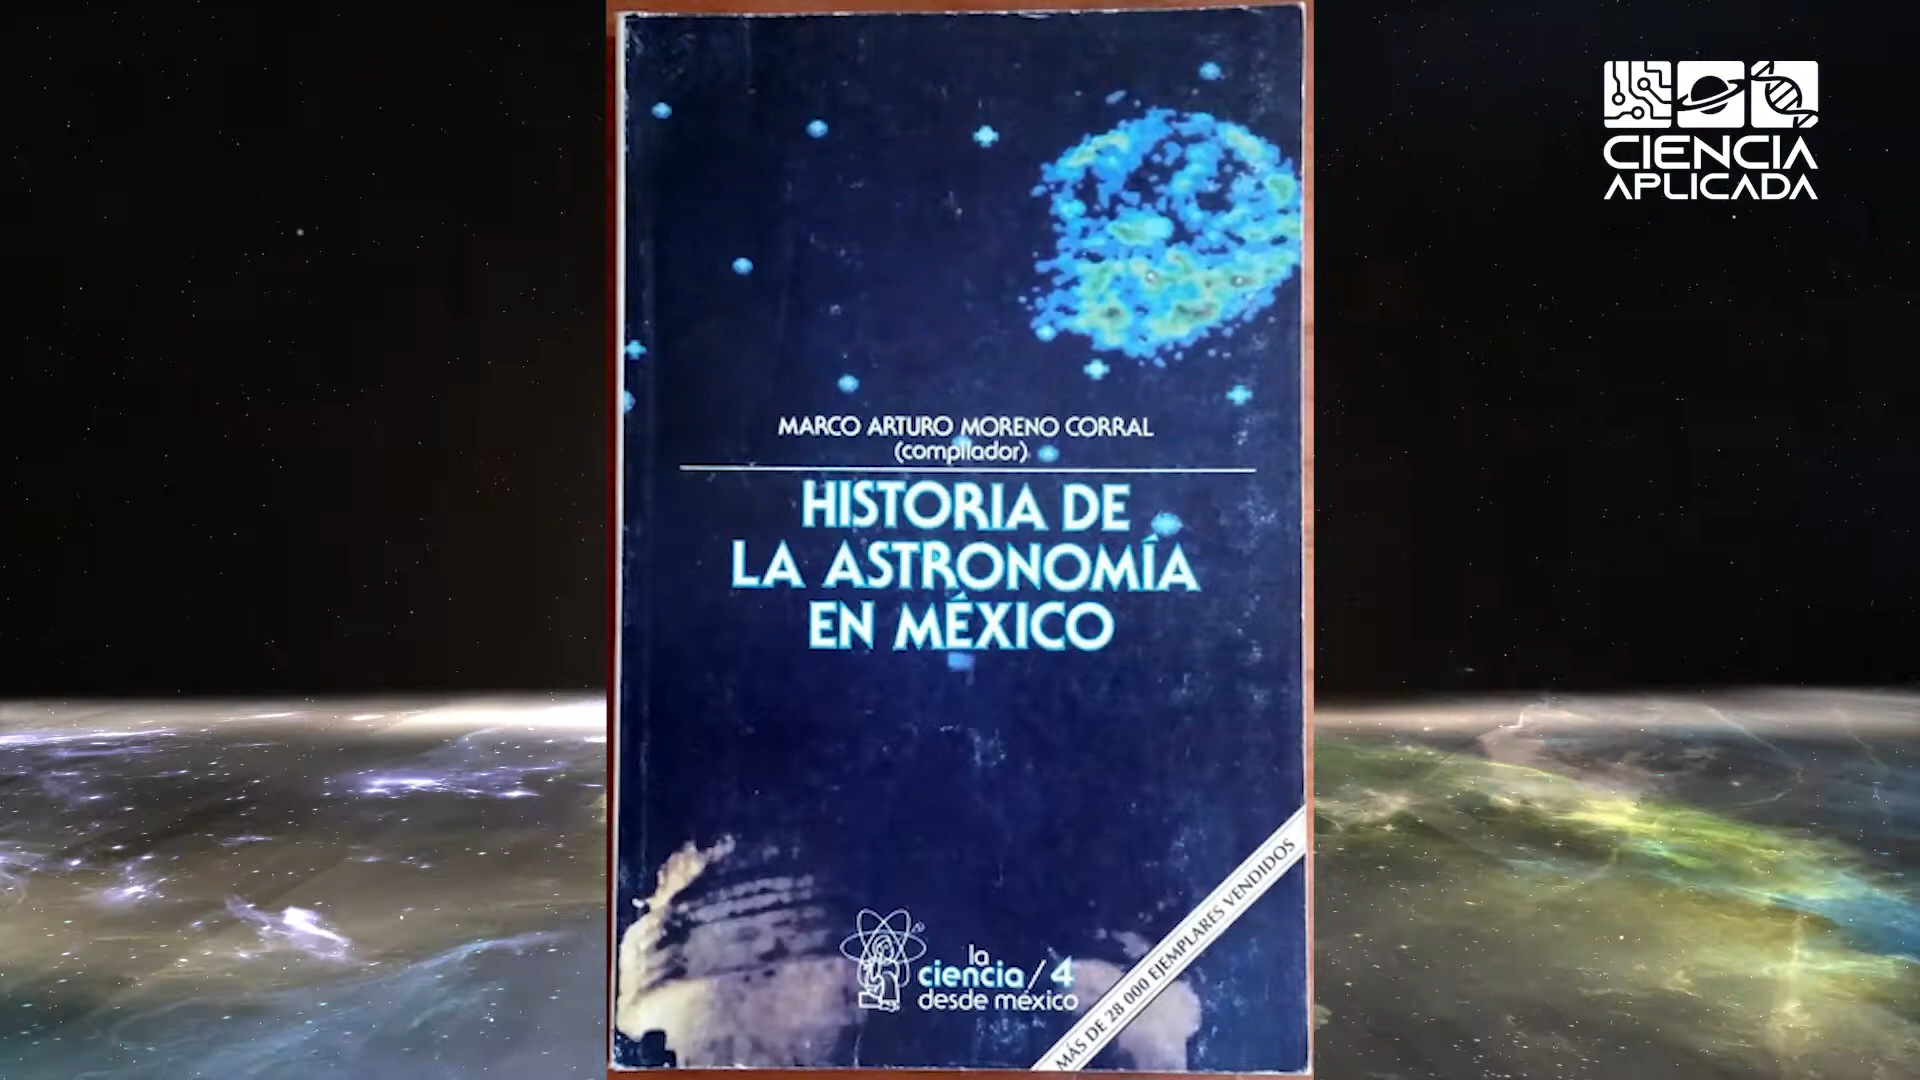 CIENCIA
APLICADA
MARCO ARTURO MORENO CORRAL
(compilador)
HISTORIA DE
LA ASTRONOMÍA
EN MÉXICO
la
ciencia/4
desde méxico
MÁS DE 28 000 EJEMPLARES VENDIDOS